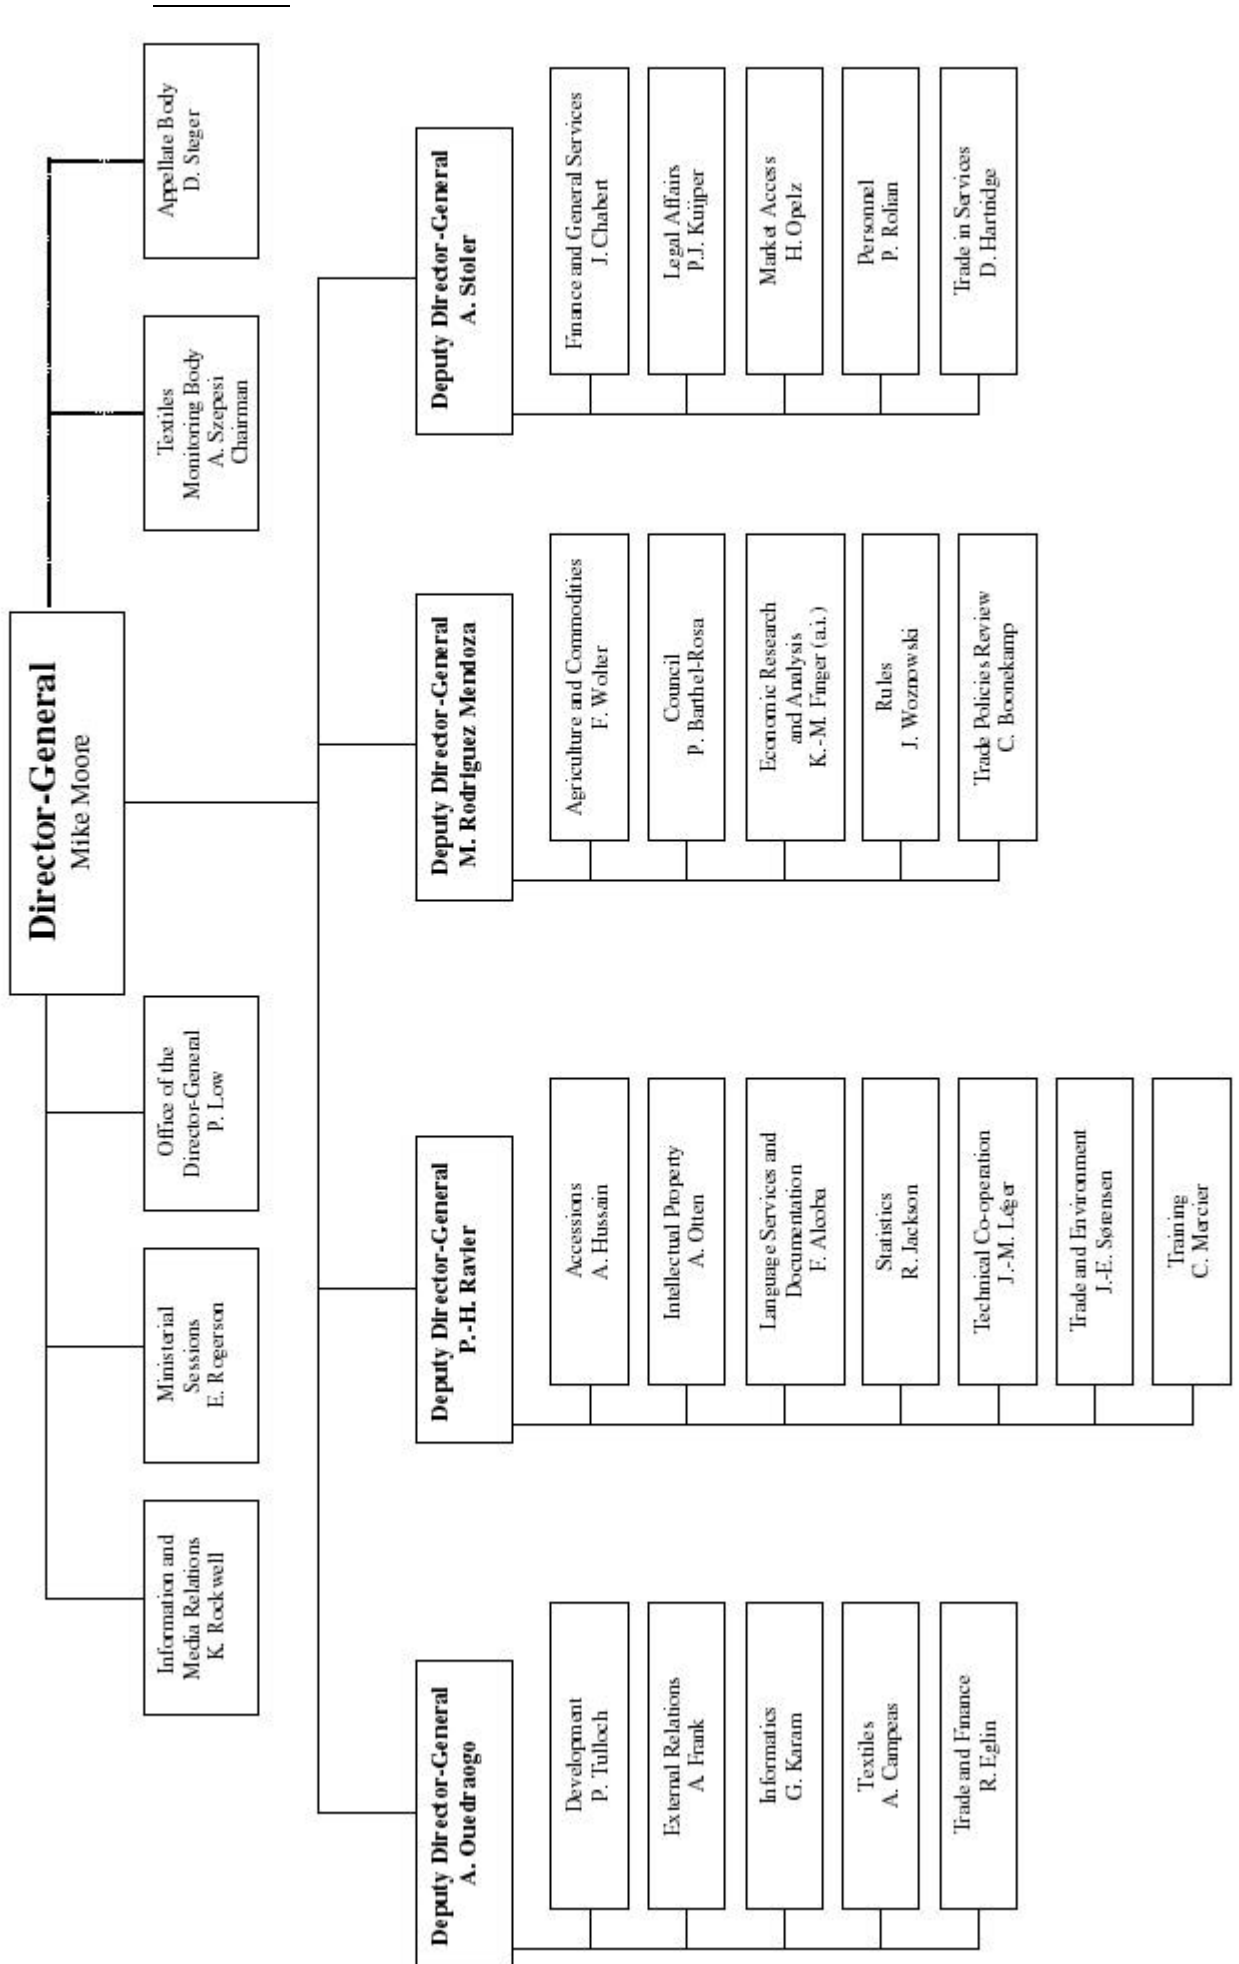 Director-General
Mike Moore
Information and
Media Relations
K. Rockwell
Ministerial
Sessions
E. Rogerson
Office of the
Director-General
P. Low
Textiles
Monitoring Body
A. Szepesi
Chairman
Appellate Body
D. Steger
Deputy Director-General
A. Ouedraogo
Development
P. Tulloch
External Relations
A. Frank
Informatics
G. Karam
Textiles
A. Campeas
Trade and Finance
R. Eglin
Deputy Director-General
P.-H. Ravier
Accessions
A. Hussain
Intellectual Property
A. Otten
Language Services and
Documentation
F. Alcoba
Statistics
R. Jackson
Technical Co-operation
J.-M. Léger
Trade and Environment
J.-E. Sørensen
Training
C. Mercier
Deputy Director-General
M. Rodriguez Mendoza
Agriculture and Commodities
F. Wolter
Council
P. Barthel-Rosa
Economic Research
and Analysis
K.-M. Finger (a.i.)
Rules
J. Woznowski
Trade Policies Review
C. Boonekamp
Deputy Director-General
A. Stoler
Finance and General Services
J. Chabert
Legal Affairs
P.J. Kuijper
Market Access
H. Opelz
Personnel
P. Rolian
Trade in Services
D. Hartridge